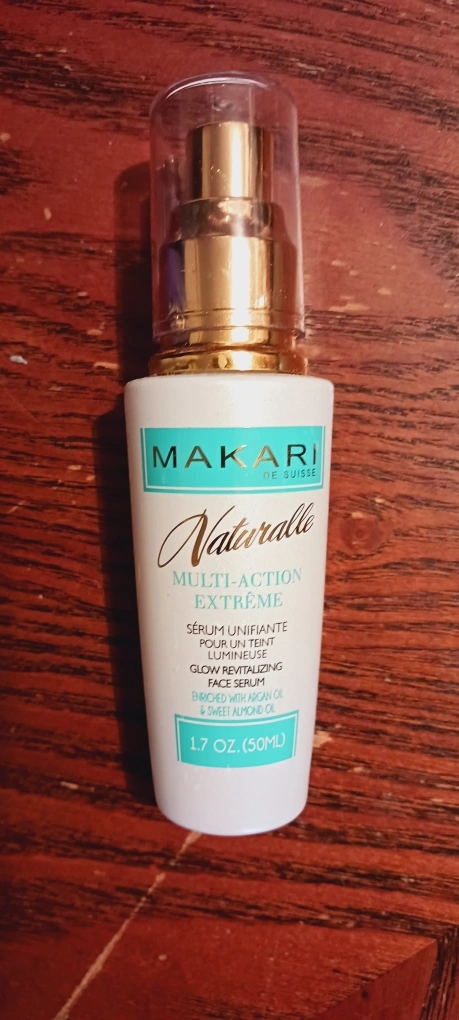 MAKARI
DE SUISSE
Naturalle
MULTI-ACTION
EXTRÊME
SÉRUM UNIFIANTE
POUR UN TEINT
LUMINEUSE
GLOW REVITALIZING
FACE SERUM
ENRICHED WITH ARGAN OIL
& SWEET ALMOND OIL
1.7 OZ. (50ML)